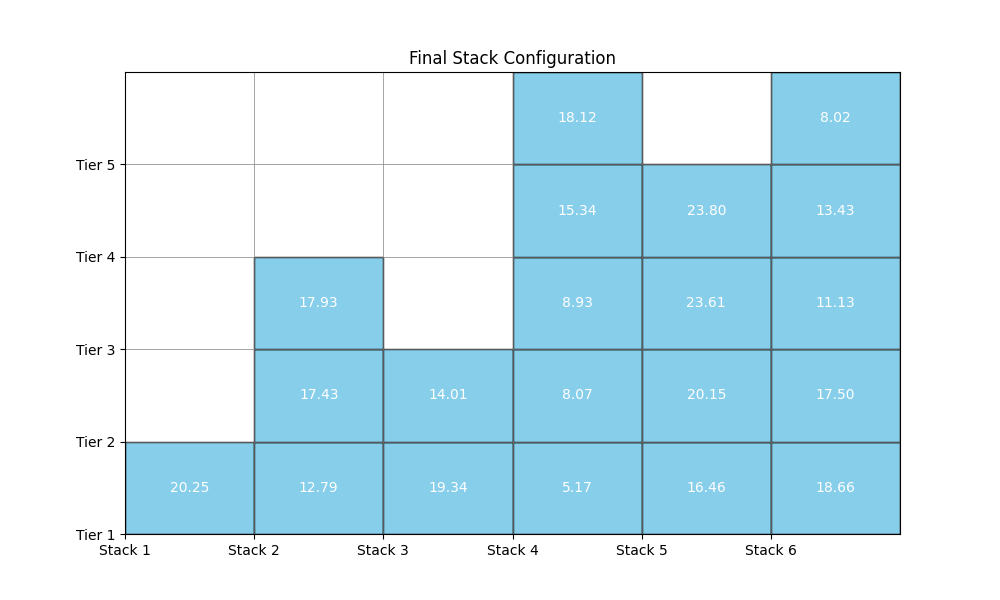 Final Stack Configuration
18.12 8.02
Tier 5
15.34 23.80 13.43
Tier 4
17.93 8.93 23.61 11.13
Tier 3
17.43 14.01 8.07 20.15 17.50
Tier 2
20.25 12.79 19.34 5.17 16.46 18.66
Tier 1
Stack 1 Stack 2 Stack 3 Stack 4 Stack 5 Stack 6